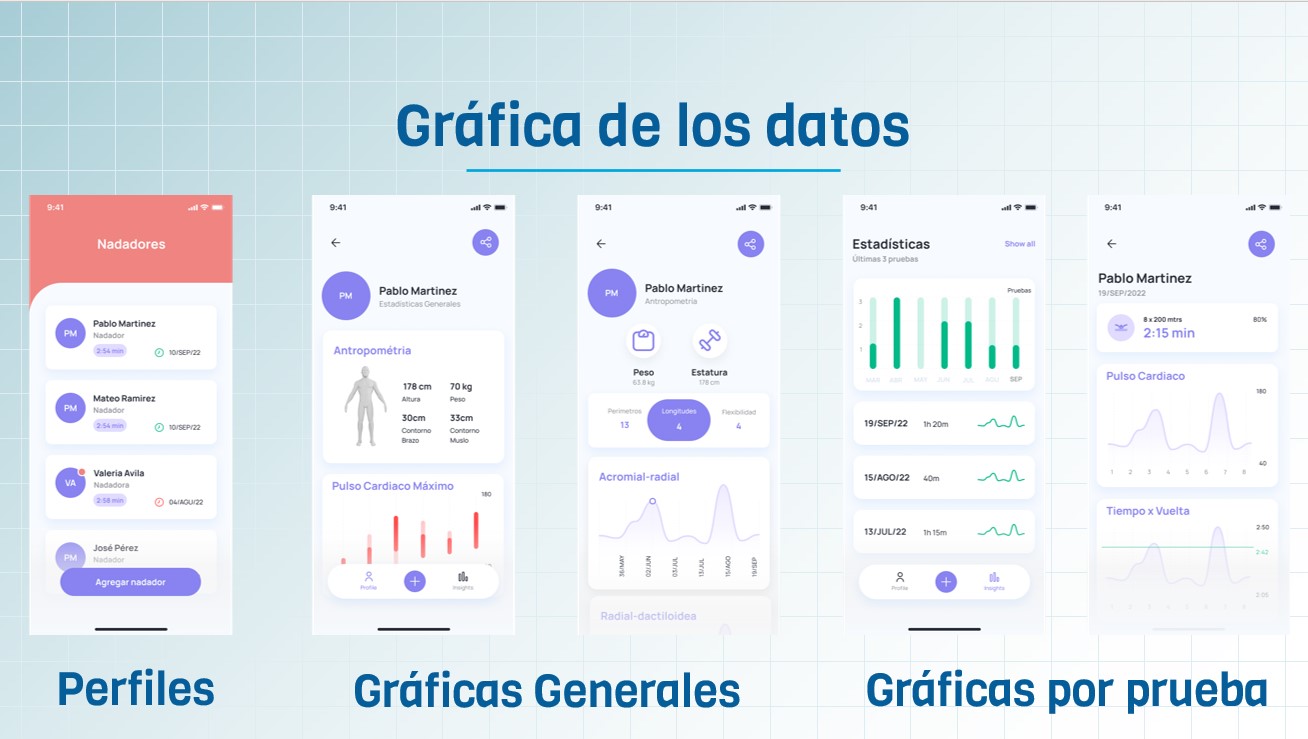 Gráfica de los datos
9:41
Nadadores
PM
Pablo Martinez
Nadador
2:54 min
10/SEP/22
PM
Mateo Ramirez
Nadador
2:54 min
10/SEP/22
VA
Valeria Avila
Nadadora
2:58 min
04/AGU/22
PM
José Pérez
Nadador
Agregar nadador
Perfiles
9:41
PM
Pablo Martinez
Estadísticas Generales
Antropométria
178 cm
70 kg
Altura
Peso
30cm
33cm
Contorno
Contorno
Brazo
Muslo
Pulso Cardiaco Máximo
180
Profile
Insights
9:41
PM
Pablo Martinez
Antropometria
Peso
Estatura
63.8 kg
178 cm
Perímetros
Longitudes
Flexibilidad
13
4
4
Acromial-radial
02/JUN
03/JUL
13/JUL
15/AGO
19/SEP
Radial-dactiloidea
Gráficas Generales
9:41
Estadísticas
Show all
Últimas 3 pruebas
Pruebas
3
2
1
MAR
ABR
MAY
JUN
JUL
AGO
SEP
19/SEP/22
1h 20m
15/AGO/22
40m
13/JUL/22
1h 15m
Profile
Insights
9:41
Pablo Martinez
19/SEP/2022
8 x 200 mtrs
80%
2:15 min
Pulso Cardiaco
180
40
1 2 3 4 5 6 7 8
Tiempo x Vuelta
2:50
2:42
2:05
Gráficas por prueba